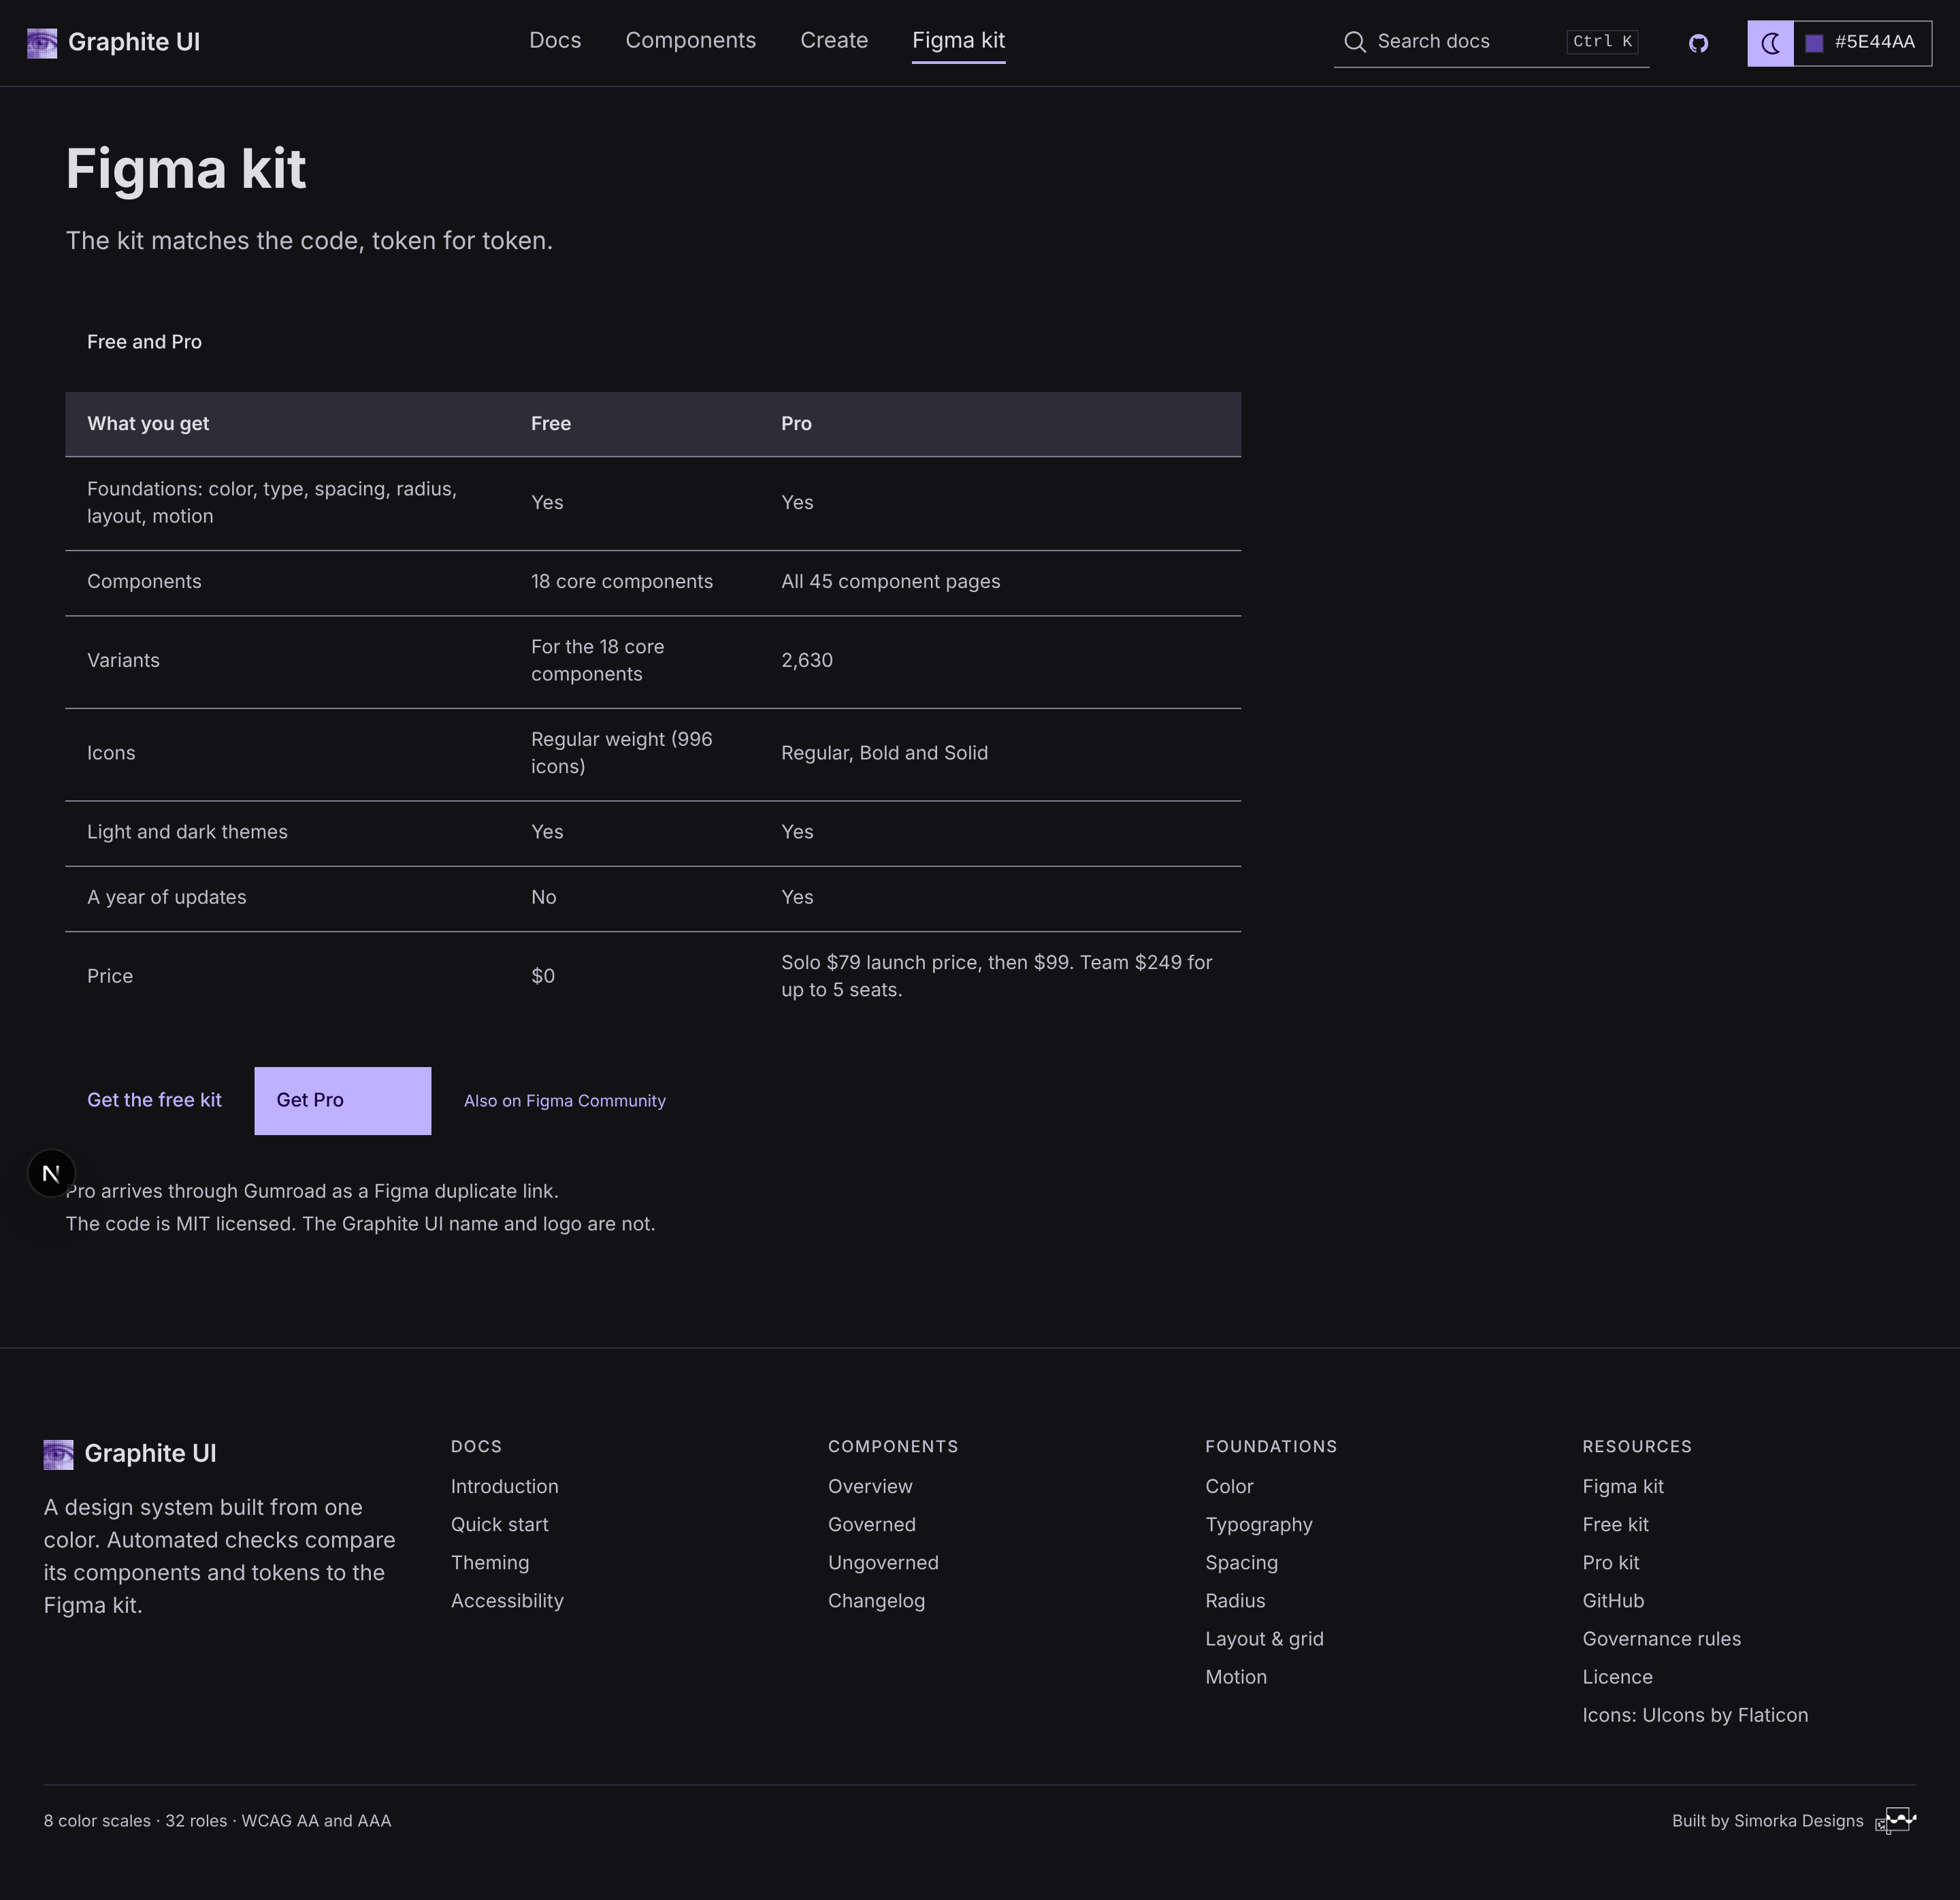 Graphite UI
Docs
Components
Create
Figma kit
Search docs
Ctrl K
#5E44AA
Figma kit
The kit matches the code, token for token.
Free and Pro
What you get
Free
Pro
Foundations: color, type, spacing, radius,
layout, motion
Yes
Yes
Components
18 core components
All 45 component pages
Variants
For the 18 core
components
2,630
Icons
Regular weight (996
icons)
Regular, Bold and Solid
Light and dark themes
Yes
Yes
A year of updates
No
Yes
Price
$0
Solo $79 launch price, then $99. Team $249 for
up to 5 seats.
Get the free kit
Get Pro
Also on Figma Community
N
Pro arrives through Gumroad as a Figma duplicate link.
The code is MIT licensed. The Graphite UI name and logo are not.
Graphite UI
A design system built from one
color. Automated checks compare
its components and tokens to the
Figma kit.
DOCS
Introduction
Quick start
Theming
Accessibility
COMPONENTS
Overview
Governed
Ungoverned
Changelog
FOUNDATIONS
Color
Typography
Spacing
Radius
Layout & grid
Motion
RESOURCES
Figma kit
Free kit
Pro kit
GitHub
Governance rules
Licence
Icons: UIcons by Flaticon
8 color scales · 32 roles · WCAG AA and AAA
Built by Simorka Designs